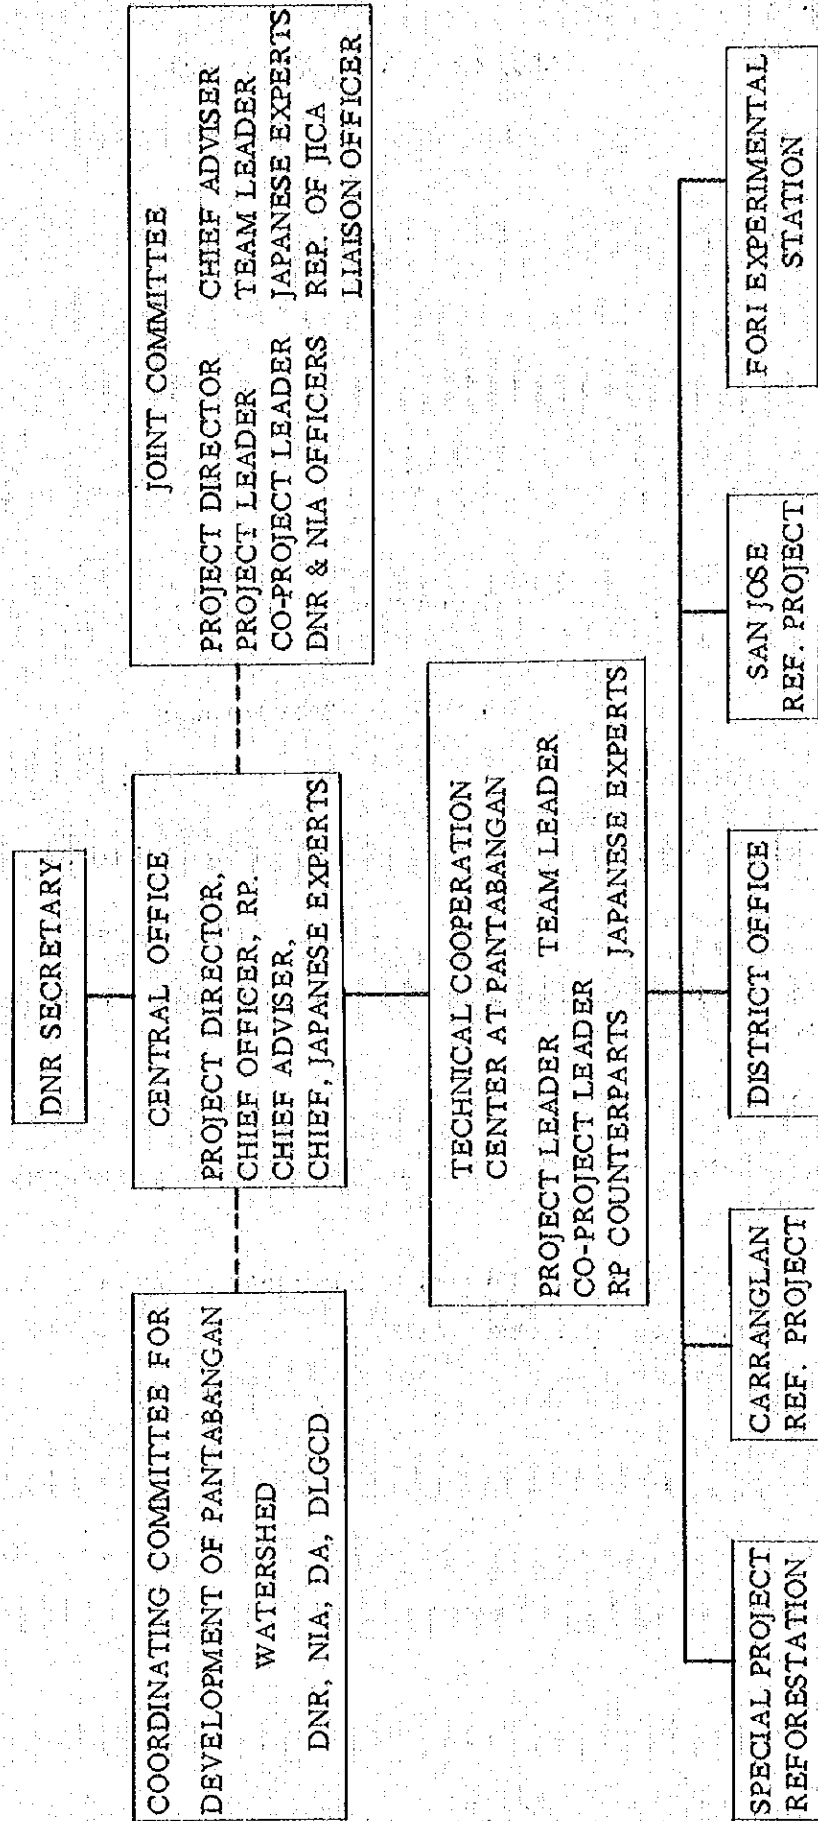 DNR SECRETARY
COORDINATING COMMITTEE FOR
DEVELOPMENT OF PANTABANGAN
WATERSHED
DNR, NIA, DA, DLGCD
CENTRAL OFFICE
PROJECT DIRECTOR,
CHIEF OFFICER, RP.
CHIEF ADVISER,
CHIEF, JAPANESE EXPERTS
JOINT COMMITTEE
PROJECT DIRECTOR CHIEF ADVISER
PROJECT LEADER TEAM LEADER
CO-PROJECT LEADER JAPANESE EXPERTS
DNR & NIA OFFICERS REP. OF JICA
LIAISON OFFICER
TECHNICAL COOPERATION
CENTER AT PANTABANGAN
PROJECT LEADER TEAM LEADER
CO-PROJECT LEADER
RP COUNTERPARTS JAPANESE EXPERTS
SPECIAL PROJECT
REFORESTATION
CARRANGLAN
REF. PROJECT
DISTRICT OFFICE
SAN JOSE
REF. PROJECT
FORI EXPERIMENTAL
STATION